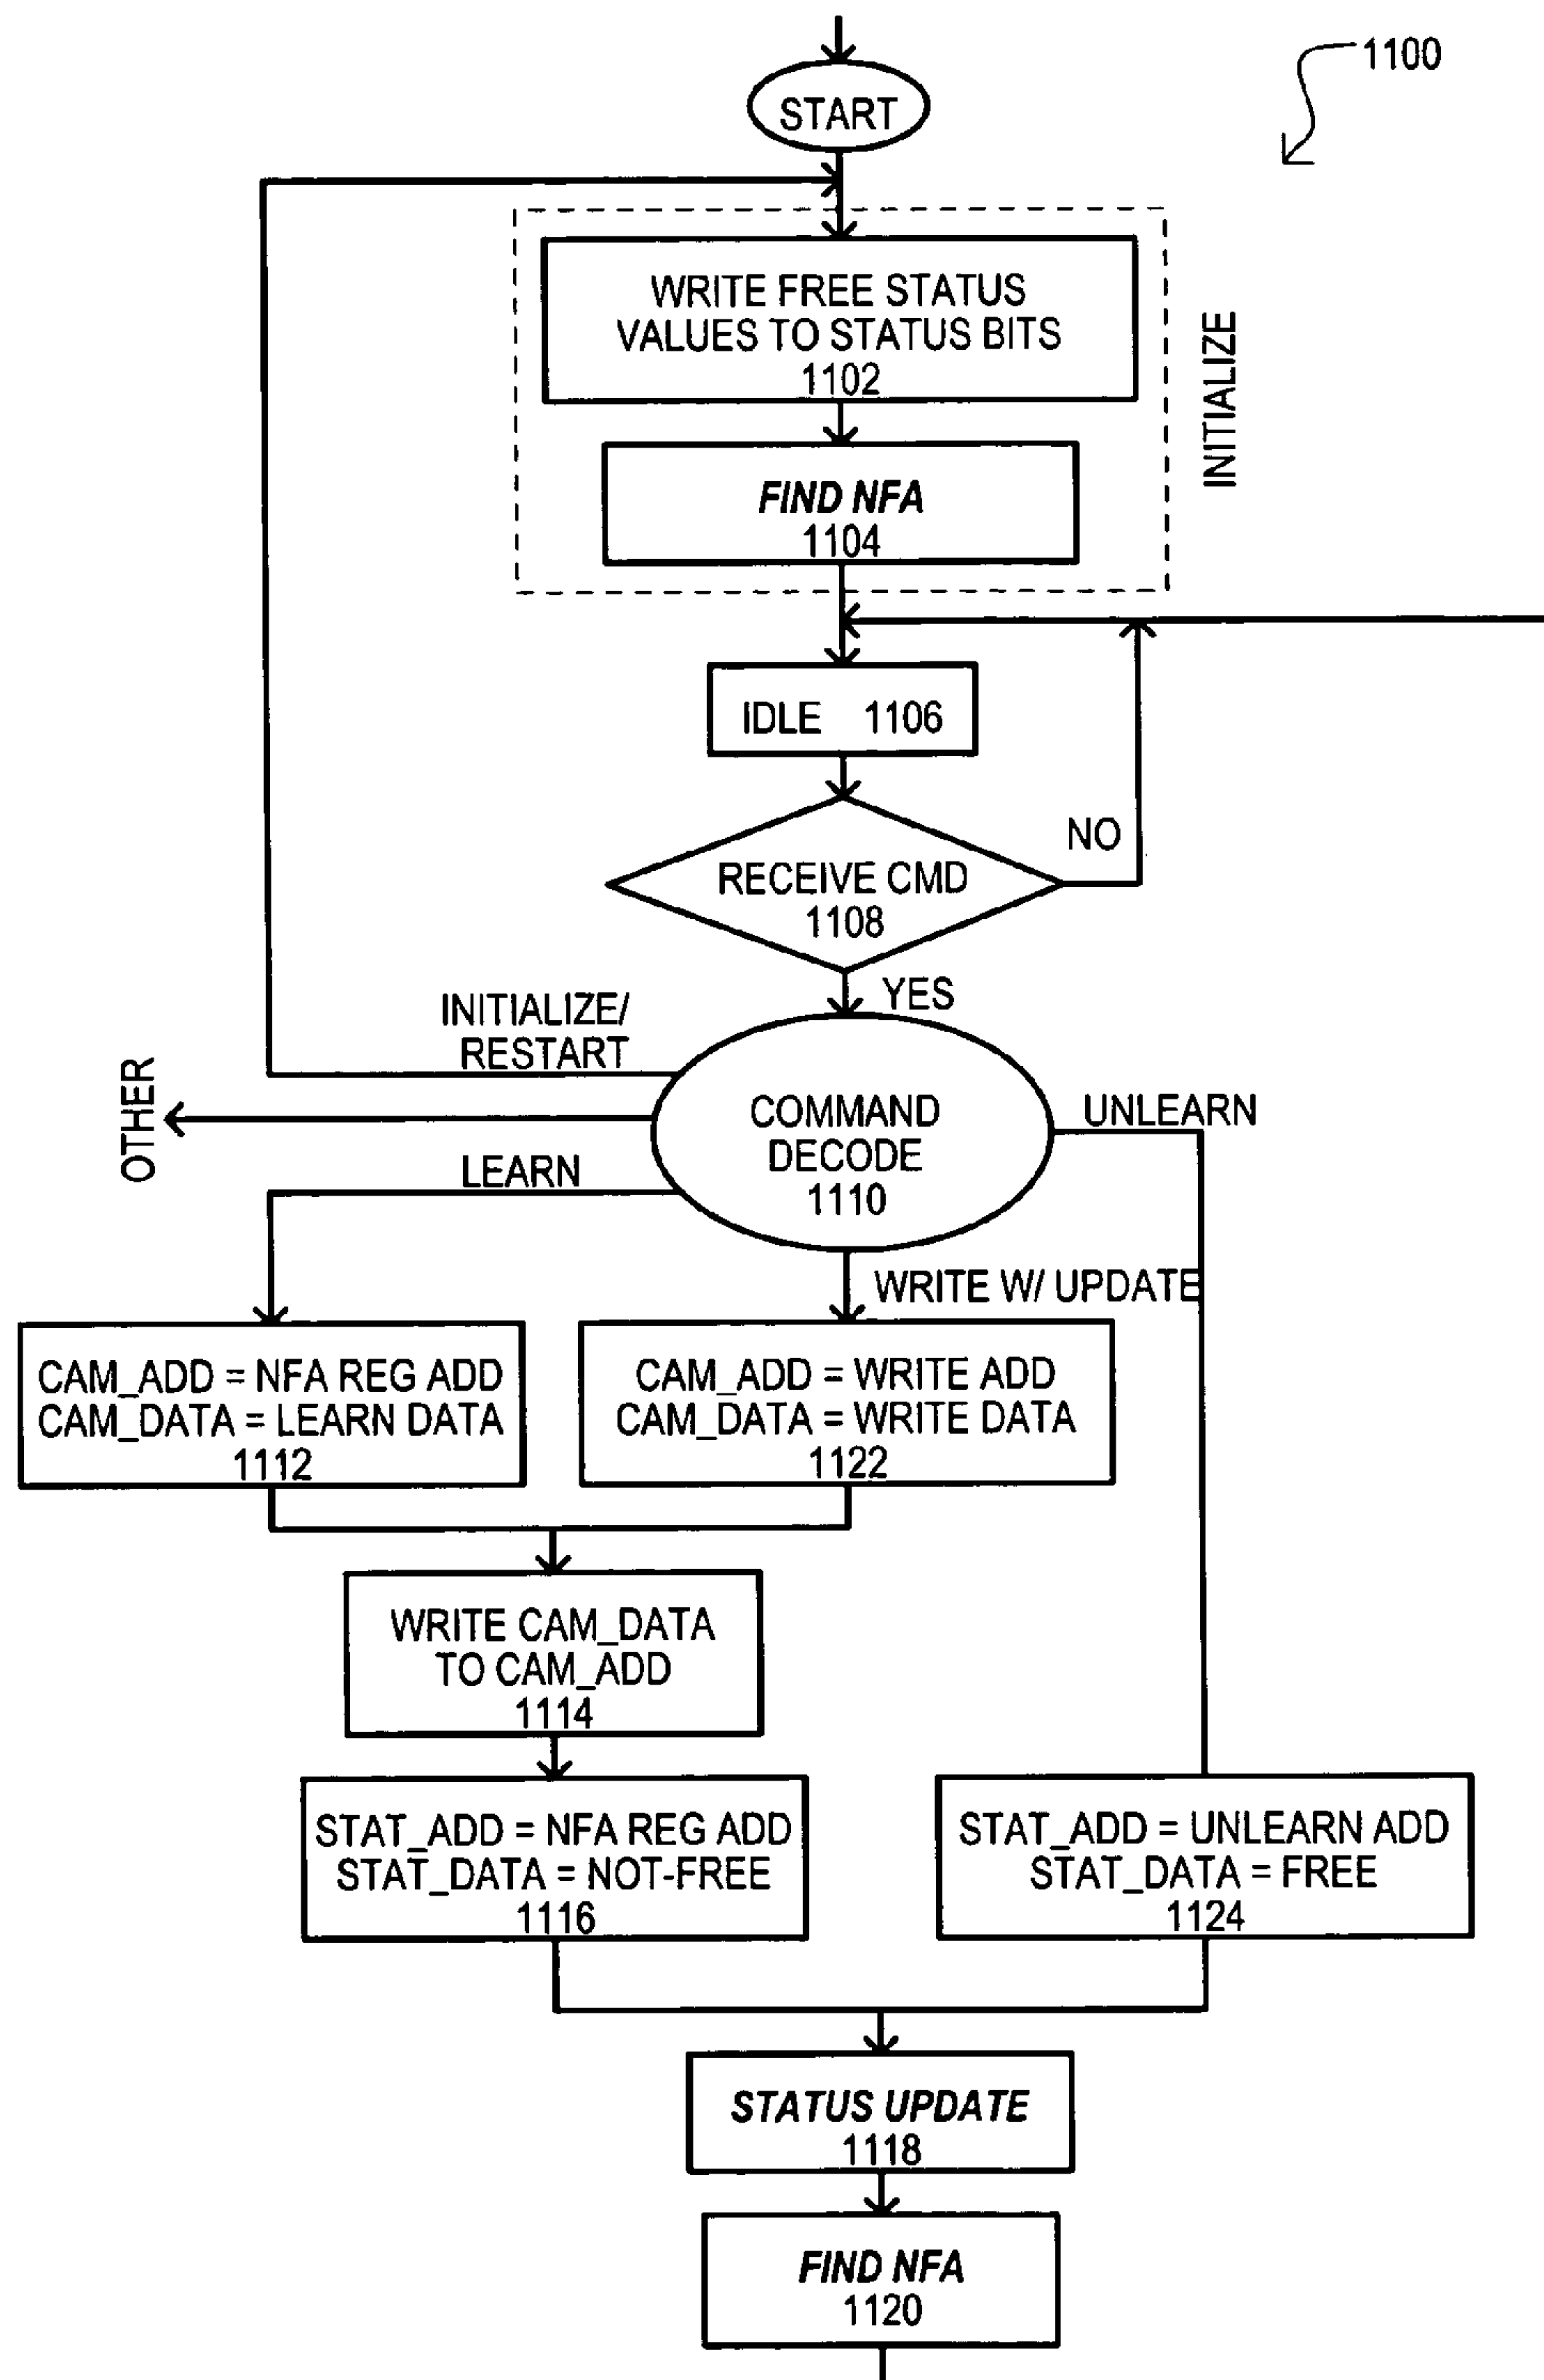 1100
START
WRITE FREE STATUS
VALUES TO STATUS BITS
1102
INITIALIZE
FIND NFA
1104
IDLE 1106
NO
RECEIVE CMD
1108
YES
INITIALIZE/
RESTART
OTHER
COMMAND
DECODE
1110
UNLEARN
LEARN
WRITE W/ UPDATE
CAM_ADD = NFA REG ADD
CAM_DATA = LEARN DATA
1112
CAM_ADD = WRITE ADD
CAM_DATA = WRITE DATA
1122
WRITE CAM_DATA
TO CAM_ADD
1114
STAT_ADD = NFA REG ADD
STAT_DATA = NOT-FREE
1116
STAT_ADD = UNLEARN ADD
STAT_DATA = FREE
1124
STATUS UPDATE
1118
FIND NFA
1120